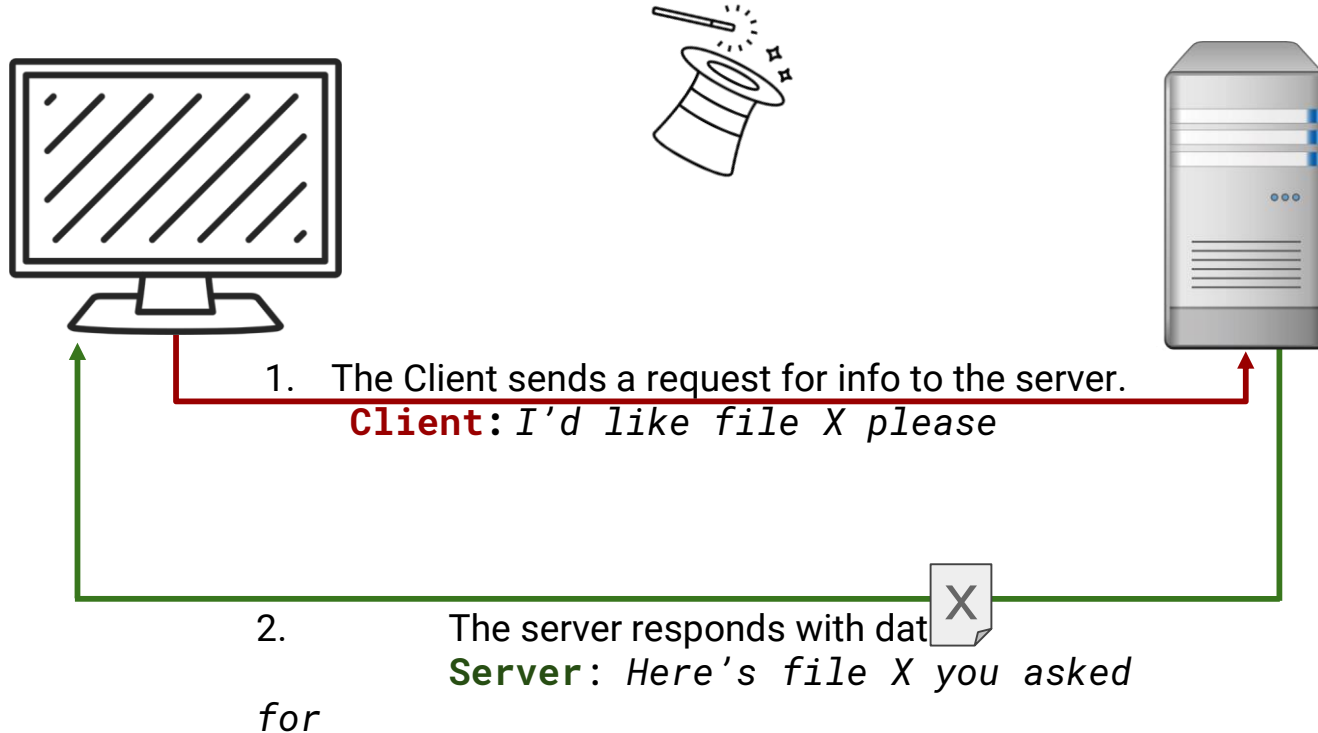 1. The Client sends a request for info to the server.
Client: I'd like file X please
X
2. The server responds with dat
Server: Here's file X you asked
for